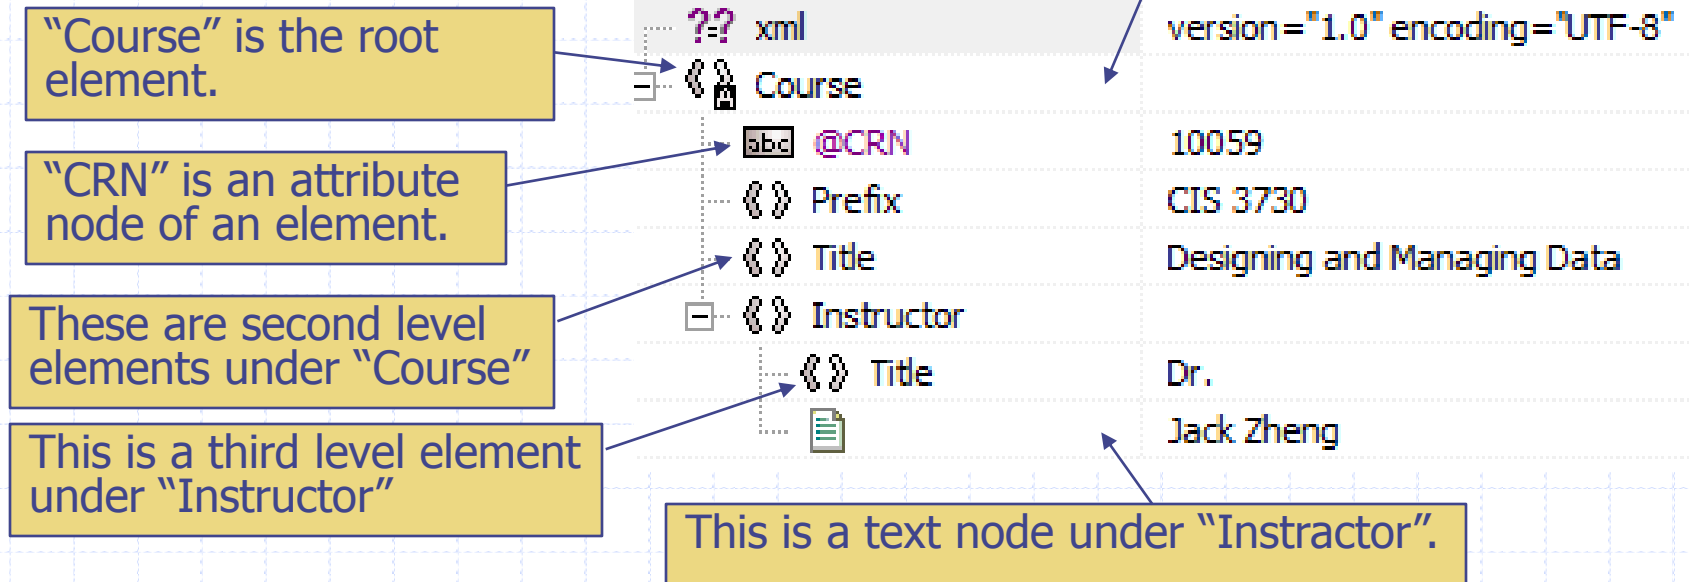 “Course” is the root
element.
“CRN” is an attribute
node of an element.
These are second level
elements under “Course”
This is a third level element
under “Instructor”
?=? xml version="1.0" encoding="UTF-8"
Course
abc @CRN 10059
Prefix CIS 3730
Title Designing and Managing Data
Instructor
Title Dr.
Jack Zheng
This is a text node under “Instractor”.